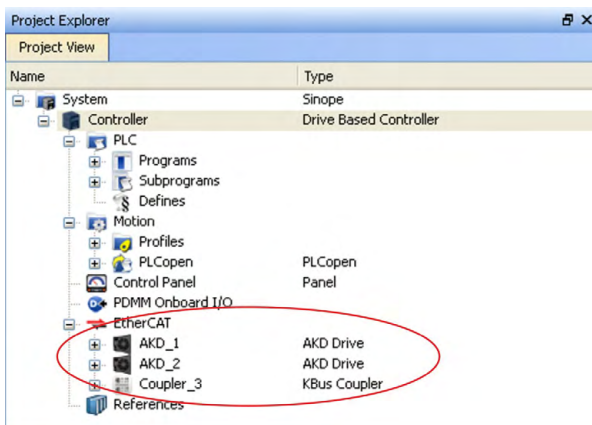 Project Explorer
Project View
Name Type
System Sinope
Controller Drive Based Controller
PLC
Programs
Subprograms
Defines
Motion
Profiles
PLCopen PLCopen
Control Panel Panel
PDMM Onboard I/O
EtherCAT
AKD_1 AKD Drive
AKD_2 AKD Drive
Coupler_3 KBus Coupler
References